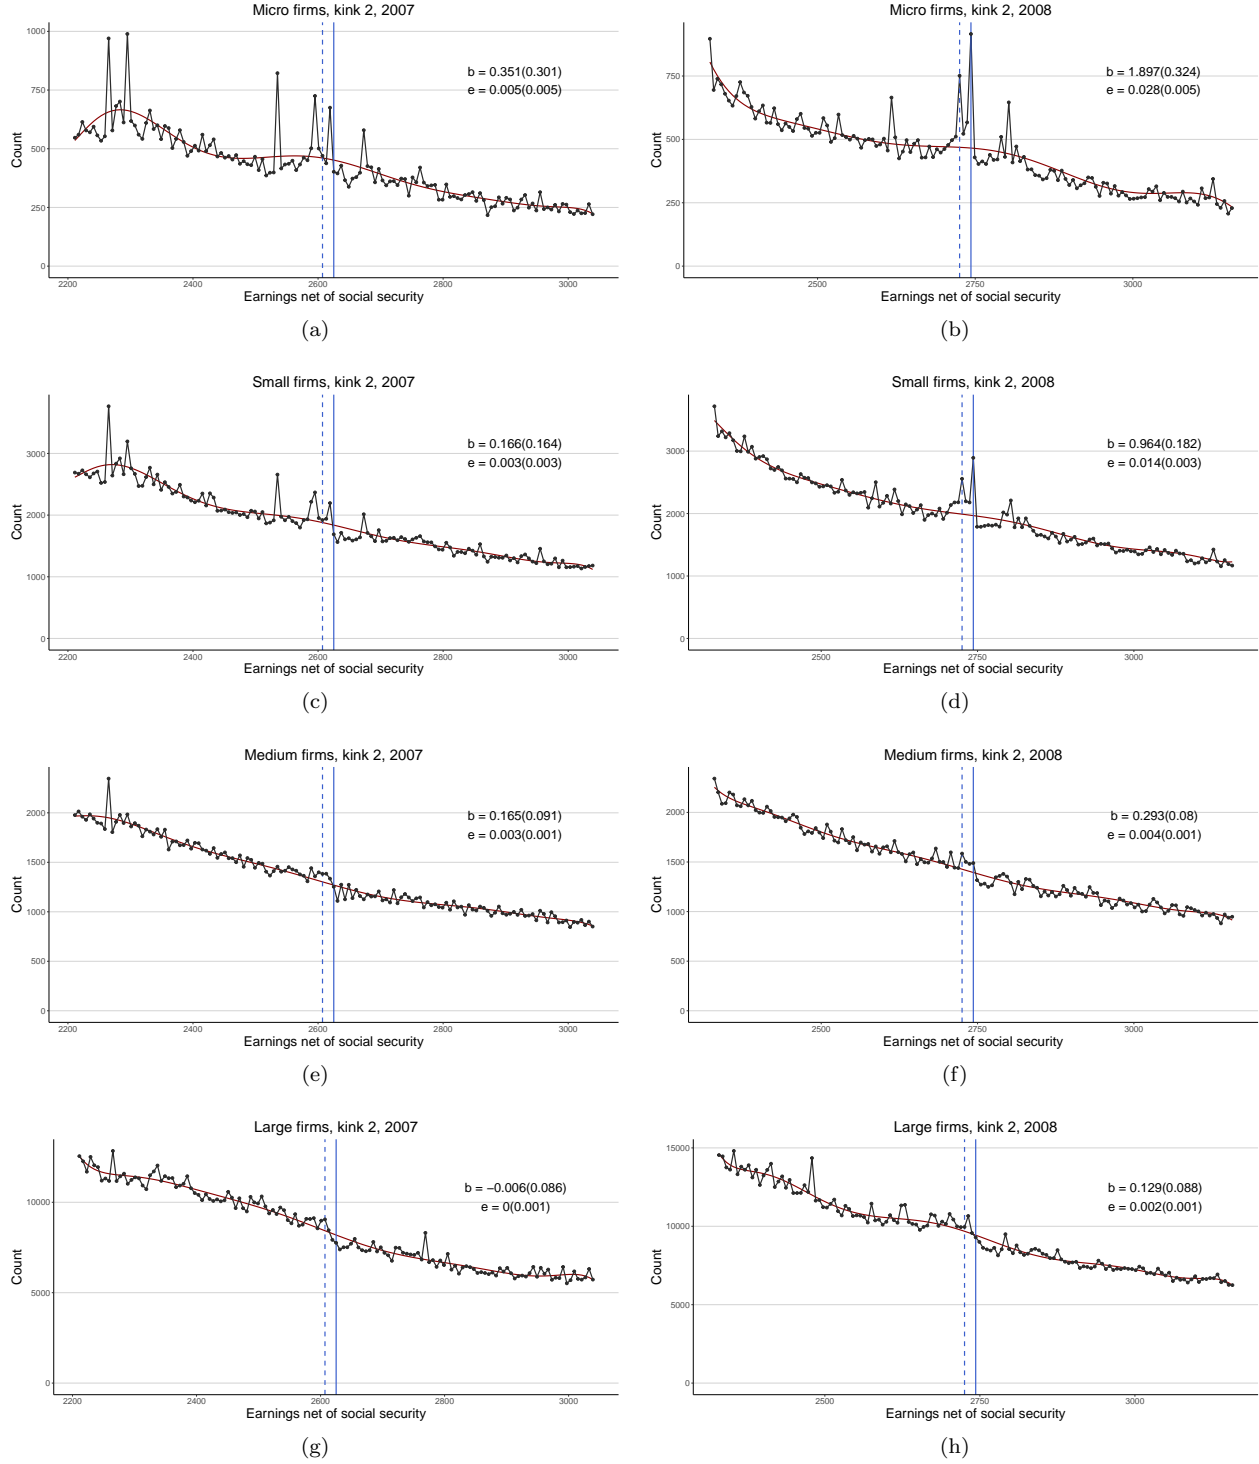 Micro firms, kink 2, 2007
1000
750
500
250
0
Count
b = 0.351(0.301)
e = 0.005(0.005)
2200
2400
2600
2800
3000
Earnings net of social security
(a)
Micro firms, kink 2, 2008
750
500
250
0
Count
b = 1.897(0.324)
e = 0.028(0.005)
2500
2750
3000
Earnings net of social security
(b)
Small firms, kink 2, 2007
3000
2000
1000
0
Count
b = 0.166(0.164)
e = 0.003(0.003)
2200
2400
2600
2800
3000
Earnings net of social security
(c)
Small firms, kink 2, 2008
3000
2000
1000
0
Count
b = 0.964(0.182)
e = 0.014(0.003)
2500
2750
3000
Earnings net of social security
(d)
Medium firms, kink 2, 2007
2000
1500
1000
500
0
Count
b = 0.165(0.091)
e = 0.003(0.001)
2200
2400
2600
2800
3000
Earnings net of social security
(e)
Medium firms, kink 2, 2008
2000
1500
1000
500
0
Count
b = 0.293(0.08)
e = 0.004(0.001)
2500
2750
3000
Earnings net of social security
(f)
Large firms, kink 2, 2007
10000
5000
0
Count
b = −0.006(0.086)
e = 0(0.001)
2200
2400
2600
2800
3000
Earnings net of social security
(g)
Large firms, kink 2, 2008
15000
10000
5000
0
Count
b = 0.129(0.088)
e = 0.002(0.001)
2500
2750
3000
Earnings net of social security
(h)